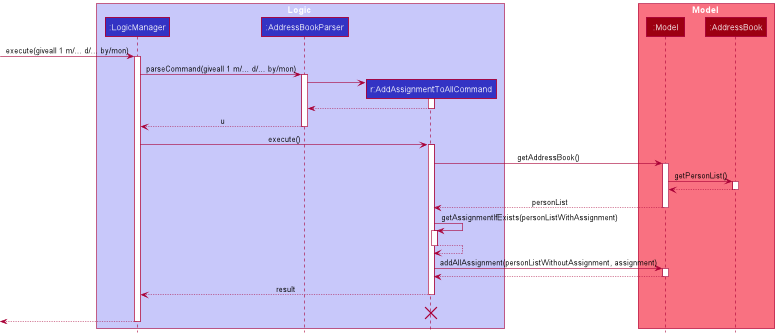 Logic
Model
:LogicManager
:AddressBookParser
:Model
:AddressBook
execute(giveall 1 m/... d/... by/mon)
parseCommand(giveall 1 m/... d/... by/mon)
r:AddAssignmentToAllCommand
u
execute()
getAddressBook()
getPersonList()
personList
getAssignmentIfExists(personListWithAssignment)
addAllAssignment(personListWithoutAssignment, assignment)
result